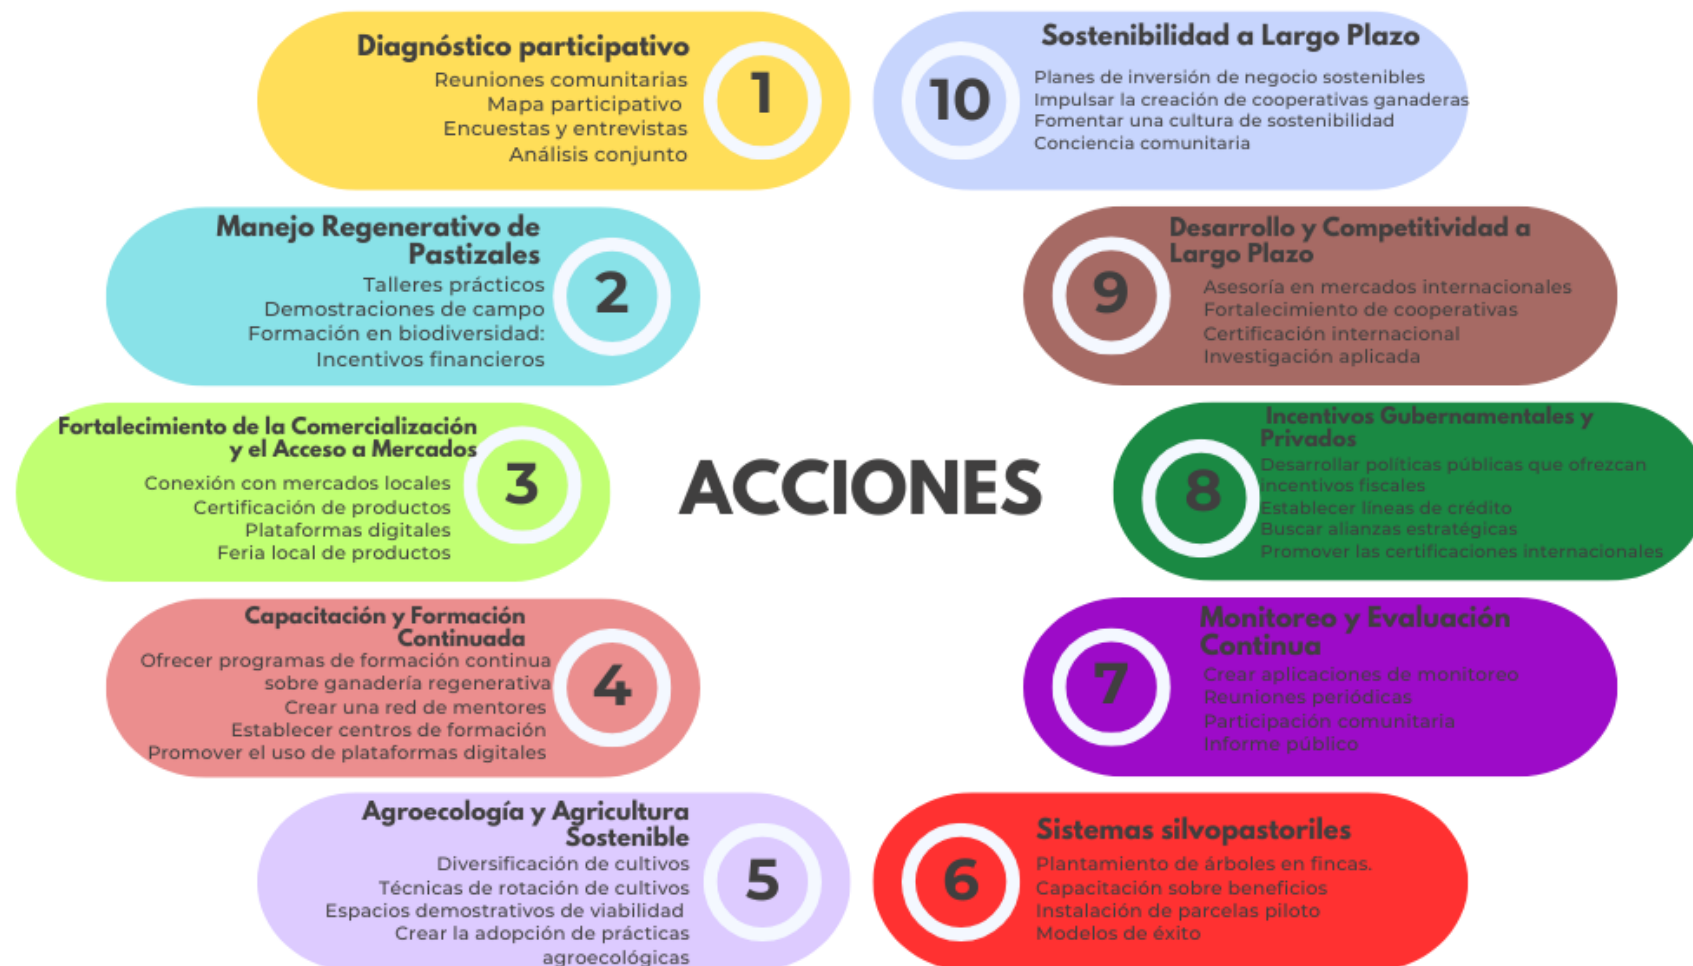 Diagnóstico participativo
Reuniones comunitarias
Mapa participativo
Encuestas y entrevistas
Análisis conjunto
1
Manejo Regenerativo de
Pastizales
Talleres prácticos
Demostraciones de campo
Formación en biodiversidad:
Incentivos financieros
2
Fortalecimiento de la Comercialización
y el Acceso a Mercados
Conexión con mercados locales
Certificación de productos
Plataformas digitales
Feria local de productos
3
Capacitación y Formación
Continuada
Ofrecer programas de formación continua
sobre ganadería regenerativa
Crear una red de mentores
Establecer centros de formación
Promover el uso de plataformas digitales
4
Agroecología y Agricultura
Sostenible
Diversificación de cultivos
Técnicas de rotación de cultivos
Espacios demostrativos de viabilidad
Crear la adopción de prácticas
agroecológicas
5
ACCIONES
6
Sistemas silvopastoriles
Plantamiento de árboles en fincas.
Capacitación sobre beneficios
Instalación de parcelas piloto
Modelos de éxito
7
Monitoreo y Evaluación
Continua
Crear aplicaciones de monitoreo
Reuniones periódicas
Participación comunitaria
Informe público
8
Incentivos Gubernamentales y
Privados
Desarrollar políticas públicas que ofrezcan
incentivos fiscales
Establecer líneas de crédito
Buscar alianzas estratégicas
Promover las certificaciones internacionales
9
Desarrollo y Competitividad a
Largo Plazo
Asesoría en mercados internacionales
Fortalecimiento de cooperativas
Certificación internacional
Investigación aplicada
10
Sostenibilidad a Largo Plazo
Planes de inversión de negocio sostenibles
Impulsar la creación de cooperativas ganaderas
Fomentar una cultura de sostenibilidad
Conciencia comunitaria